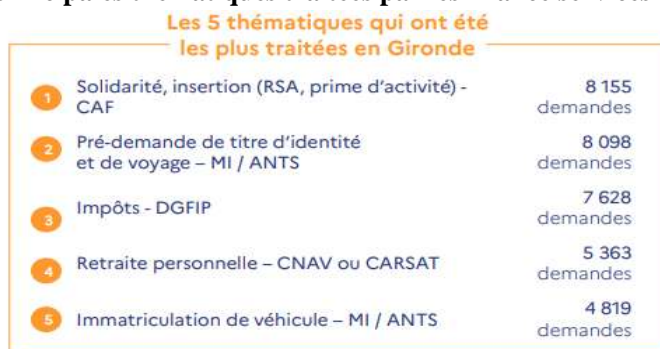 Les 5 thématiques qui ont été
les plus traitées en Gironde
1 Solidarité, insertion (RSA, prime d'activité) - CAF 8 155 demandes
2 Pré-demande de titre d'identité et de voyage – MI / ANTS 8 098 demandes
3 Impôts - DGFIP 7 628 demandes
4 Retraite personnelle – CNAV ou CARSAT 5 363 demandes
5 Immatriculation de véhicule – MI / ANTS 4 819 demandes